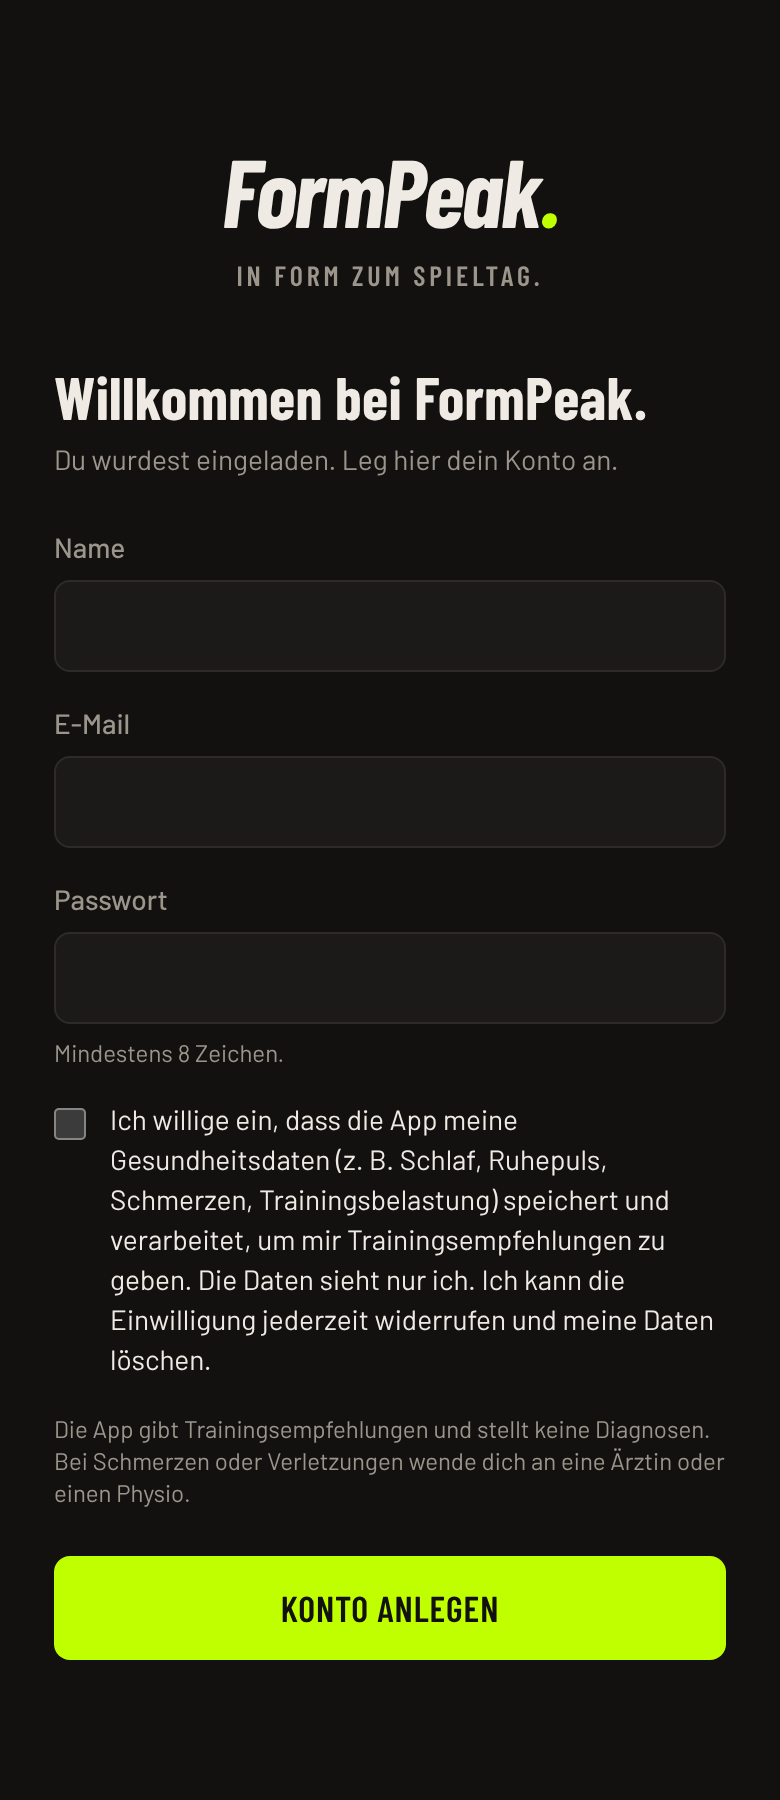 FormPeak.
IN FORM ZUM SPIELTAG.
Willkommen bei FormPeak.
Du wurdest eingeladen. Leg hier dein Konto an.
Name
E-Mail
Passwort
Mindestens 8 Zeichen.
Ich willige ein, dass die App meine
Gesundheitsdaten (z. B. Schlaf, Ruhepuls,
Schmerzen, Trainingsbelastung) speichert und
verarbeitet, um mir Trainingsempfehlungen zu
geben. Die Daten sieht nur ich. Ich kann die
Einwilligung jederzeit widerrufen und meine Daten
löschen.
Die App gibt Trainingsempfehlungen und stellt keine Diagnosen.
Bei Schmerzen oder Verletzungen wende dich an eine Ärztin oder
einen Physio.
KONTO ANLEGEN